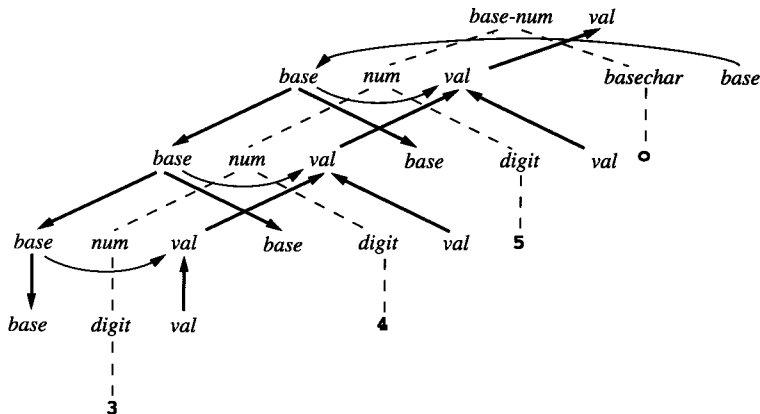 base-num val
base num val basechar base
base num val base digit val o
base num val base digit val 5
base digit val 4
3